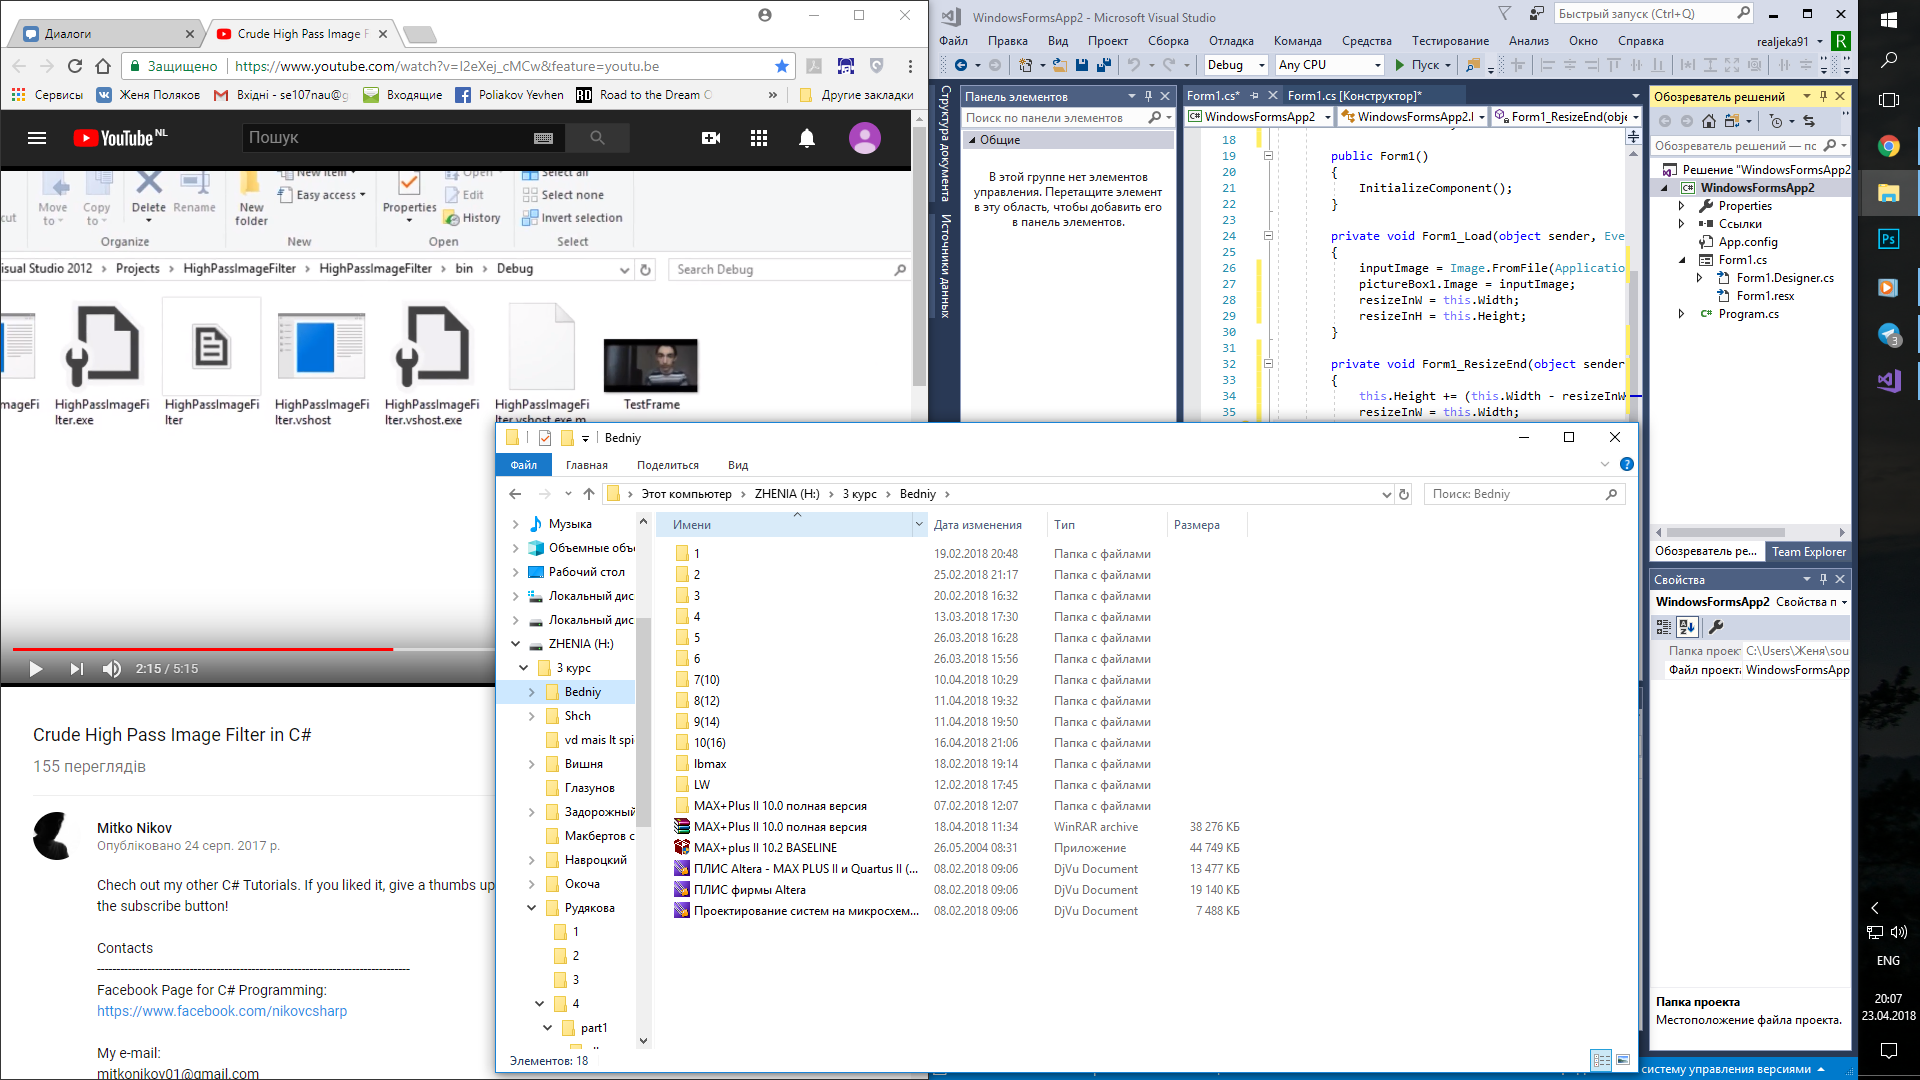 Диалоги
Crude High Pass Image F
Защищено
https://www.youtube.com/watch?v=I2eXej_cMCw&feature=youtu.be
Сервисы
Женя Поляков
Вхідні - se107nau@g
Входящие
Poliakov Yevhen
Road to the Dream O
»
Другие закладки
YouTube NL
Пошук
New item
Easy access
Move to
Copy to
Delete
Rename
New folder
Properties
Open
Edit
History
Select all
Select none
Invert selection
Organize
New
Open
Select
isual Studio 2012 › Projects › HighPassImageFilter › HighPassImageFilter › bin › Debug
Search Debug
mageFi
HighPassImageFilter.exe
HighPassImageFilter
HighPassImageFilter.vshost
HighPassImageFilter.vshost.exe
HighPassImageFilter.vshost.exe.m
TestFrame
2:15 / 5:15
Crude High Pass Image Filter in C#
155 переглядів
Mitko Nikov
Опубліковано 24 серп. 2017 р.
Chech out my other C# Tutorials. If you liked it, give a thumbs up
the subscribe button!
Contacts
Facebook Page for C# Programming:
https://www.facebook.com/nikovcsharp
My e-mail:
mitkonikov01@gmail.com
WindowsFormsApp2 - Microsoft Visual Studio
Быстрый запуск (Ctrl+Q)
Файл
Правка
Вид
Проект
Сборка
Отладка
Команда
Средства
Тестирование
Анализ
Окно
Справка
realjeka91
R
Debug
Any CPU
Пуск
Структура документа
Источники данных
Панель элементов
Поиск по панели элементов
Общие
В этой группе нет элементов
управления. Перетащите элемент
в эту область, чтобы добавить его
в панель элементов.
Form1.cs*
Form1.cs [Конструктор]*
WindowsFormsApp2
WindowsFormsApp2.I
Form1_ResizeEnd(obje
18
19 public Form1()
20 {
21 InitializeComponent();
22 }
23
24 private void Form1_Load(object sender, Eve
25 {
26 inputImage = Image.FromFile(Applicatio
27 pictureBox1.Image = inputImage;
28 resizeInW = this.Width;
29 resizeInH = this.Height;
30 }
31
32 private void Form1_ResizeEnd(object sender
33 {
34 this.Height += (this.Width - resizeInW
35 resizeInW = this.Width;
Обозреватель решений
Обозреватель решений — пс
Решение "WindowsFormsApp2
WindowsFormsApp2
Properties
Ссылки
App.config
Form1.cs
Form1.Designer.cs
Form1.resx
Program.cs
Обозреватель ре...
Team Explorer
Свойства
WindowsFormsApp2 Свойства п
Папка проек C:\Users\Женя\sou
Файл проекта WindowsFormsApp
Папка проекта
Местоположение файла проекта.
систему управления версиями
Bedniy
Файл
Главная
Поделиться
Вид
Этот компьютер › ZHENIA (H:) › 3 курс › Bedniy ›
Поиск: Bedniy
Музыка
Объемные объ
Рабочий стол
Локальный дис
Локальный дис
ZHENIA (H:)
3 курс
Bedniy
Shch
vd mais lt spi
Вишня
Глазунов
Задорожный
Макбертов с
Навроцкий
Окоча
Рудякова
1
2
3
4
part1
Имени
Дата изменения
Тип
Размера
1 19.02.2018 20:48 Папка с файлами
2 25.02.2018 21:17 Папка с файлами
3 20.02.2018 16:32 Папка с файлами
4 13.03.2018 17:30 Папка с файлами
5 26.03.2018 16:28 Папка с файлами
6 26.03.2018 15:56 Папка с файлами
7(10) 10.04.2018 10:29 Папка с файлами
8(12) 11.04.2018 19:32 Папка с файлами
9(14) 11.04.2018 19:50 Папка с файлами
10(16) 16.04.2018 21:06 Папка с файлами
lbmax 18.02.2018 19:14 Папка с файлами
LW 12.02.2018 17:45 Папка с файлами
MAX+Plus II 10.0 полная версия 07.02.2018 12:07 Папка с файлами
MAX+Plus II 10.0 полная версия 18.04.2018 11:34 WinRAR archive 38 276 КБ
MAX+plus II 10.2 BASELINE 26.05.2004 08:31 Приложение 44 749 КБ
ПЛИС Altera - MAX PLUS II и Quartus II (... 08.02.2018 09:06 DjVu Document 13 477 КБ
ПЛИС фирмы Altera 08.02.2018 09:06 DjVu Document 19 140 КБ
Проектирование систем на микросхем... 08.02.2018 09:06 DjVu Document 7 488 КБ
Элементов: 18
Ps
3
ENG
20:07
23.04.2018